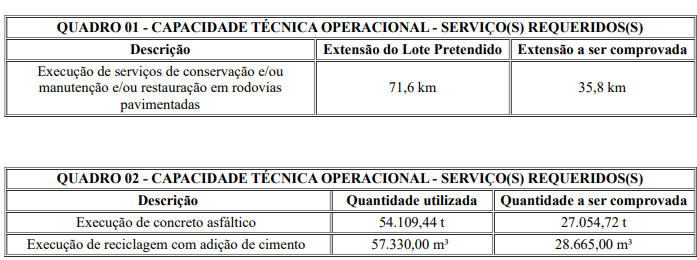 QUADRO 01 - CAPACIDADE TÉCNICA OPERACIONAL - SERVIÇO(S) REQUERIDOS(S)
Descrição Extensão do Lote Pretendido Extensão a ser comprovada
Execução de serviços de conservação e/ou
manutenção e/ou restauração em rodovias 71,6 km 35,8 km
pavimentadas
QUADRO 02 - CAPACIDADE TÉCNICA OPERACIONAL - SERVIÇO(S) REQUERIDOS(S)
Descrição Quantidade utilizada Quantidade a ser comprovada
Execução de concreto asfáltico 54.109,44 t 27.054,72 t
Execução de reciclagem com adição de cimento 57.330,00 m³ 28.665,00 m³